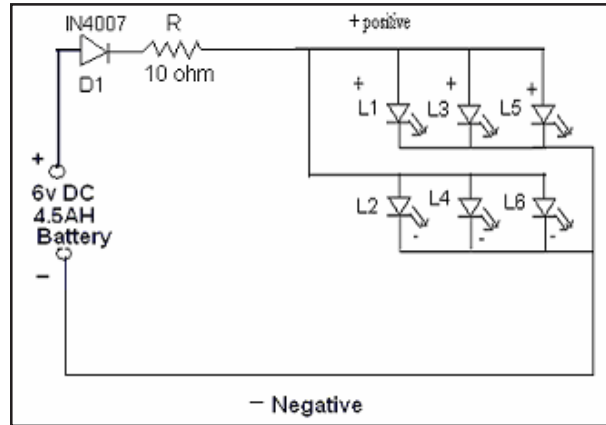 IN4007
R
+ positive
D1
10 ohm
+
L1
+
L3
+
L5
+
6v DC
4.5AH
Battery
−
L2
L4
L6
-
-
-
− Negative